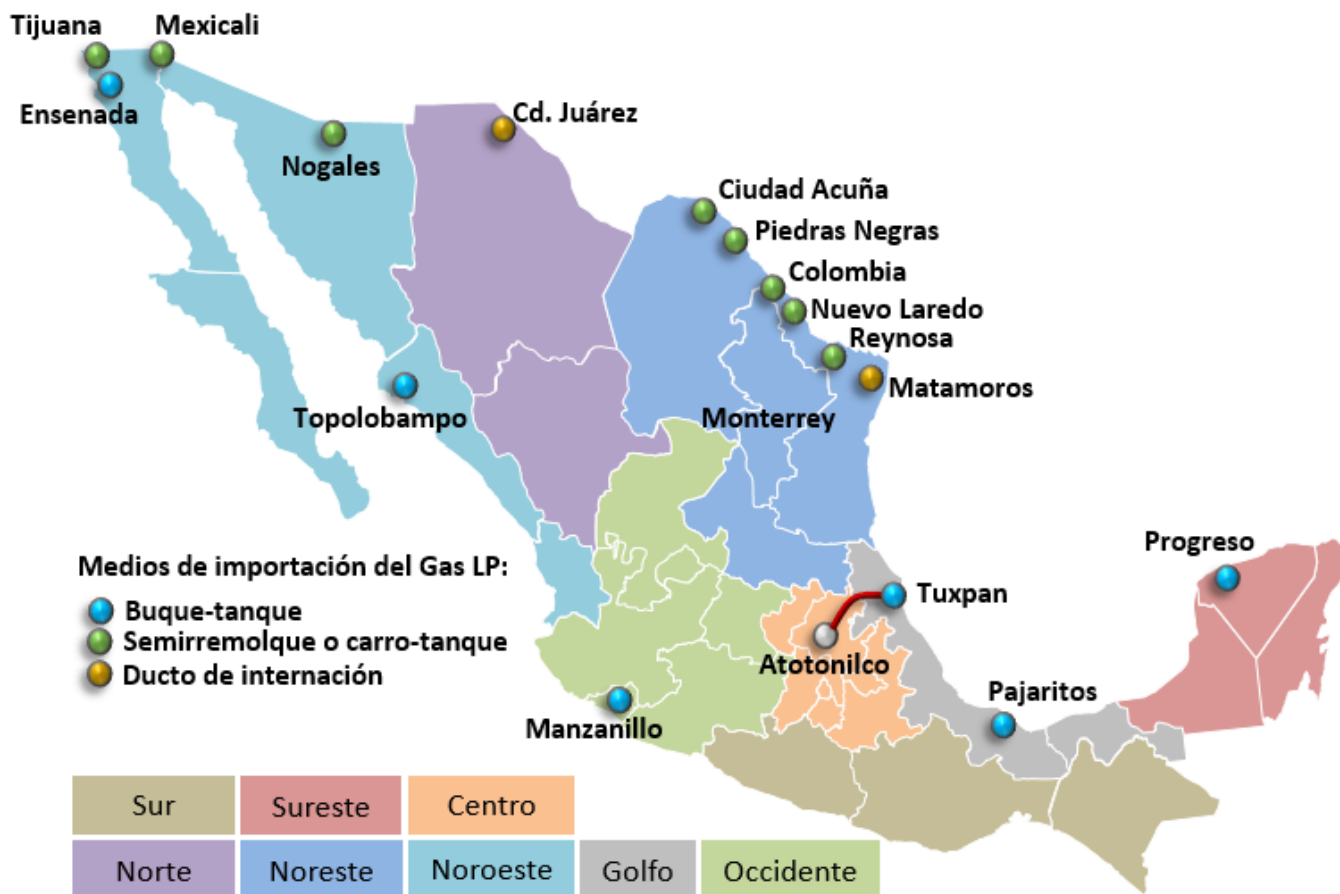 Tijuana
Mexicali
Ensenada
Nogales
Cd. Juárez
Ciudad Acuña
Piedras Negras
Colombia
Nuevo Laredo
Reynosa
Matamoros
Monterrey
Topolobampo
Medios de importación del Gas LP:
Buque-tanque
Semirremolque o carro-tanque
Ducto de internación
Progreso
Tuxpan
Atotonilco
Pajaritos
Manzanillo
Sur
Sureste
Centro
Norte
Noreste
Noroeste
Golfo
Occidente